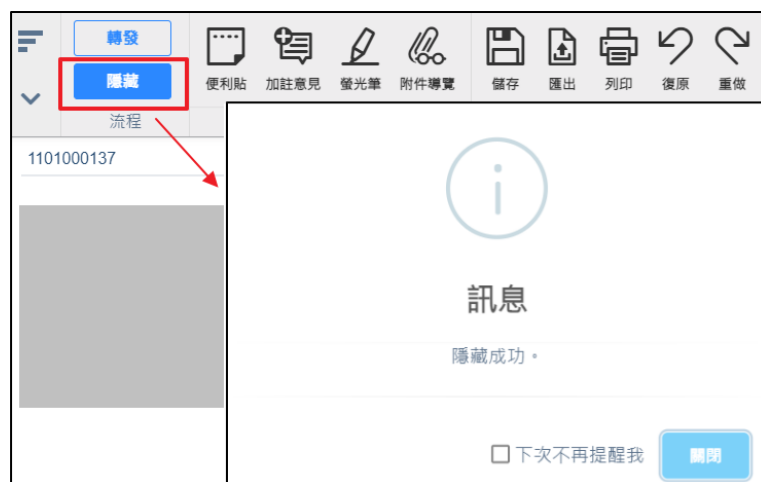 轉發
隱藏
流程
便利貼 加註意見 螢光筆 附件導覽 儲存 匯出 列印 復原 重做
1101000137
訊息
隱藏成功。
下次不再提醒我
關閉